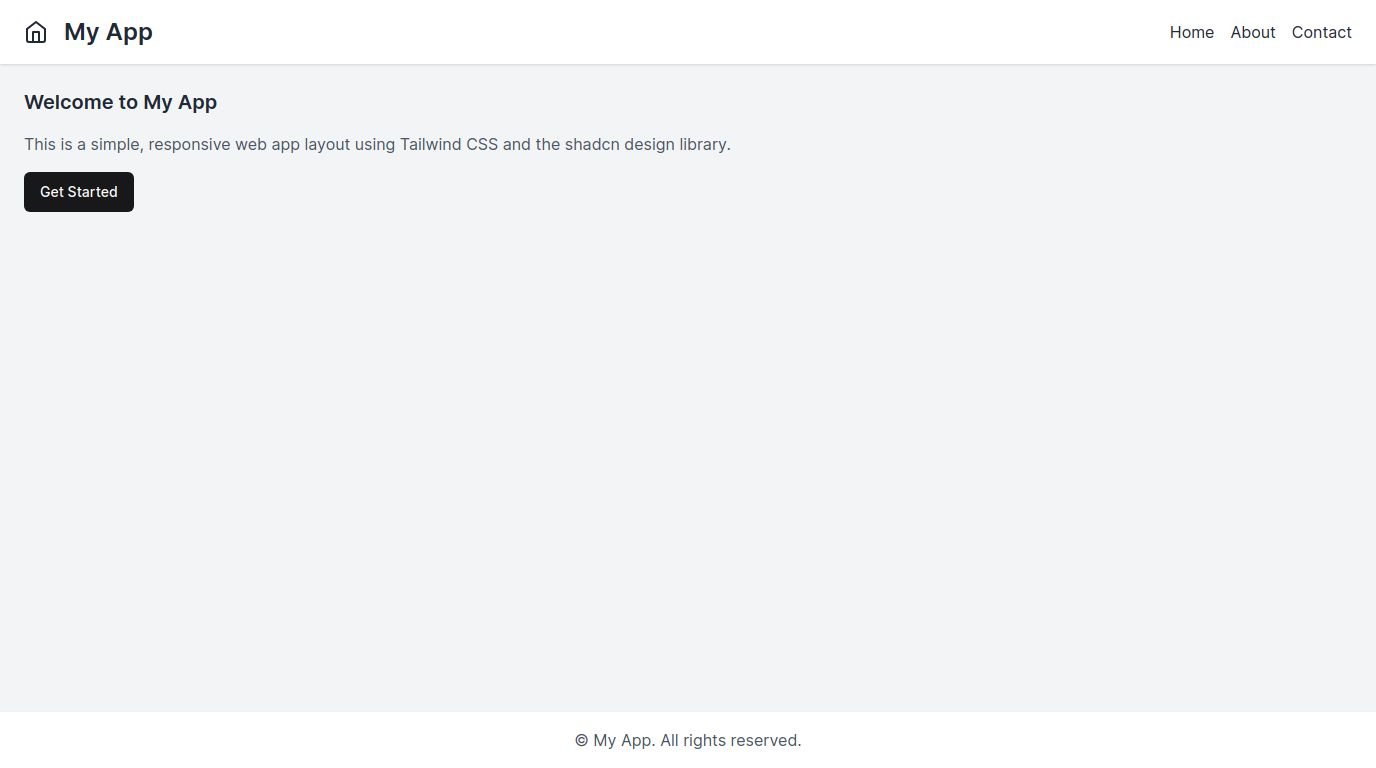 My App
Home About Contact
Welcome to My App
This is a simple, responsive web app layout using Tailwind CSS and the shadcn design library.
Get Started
© My App. All rights reserved.